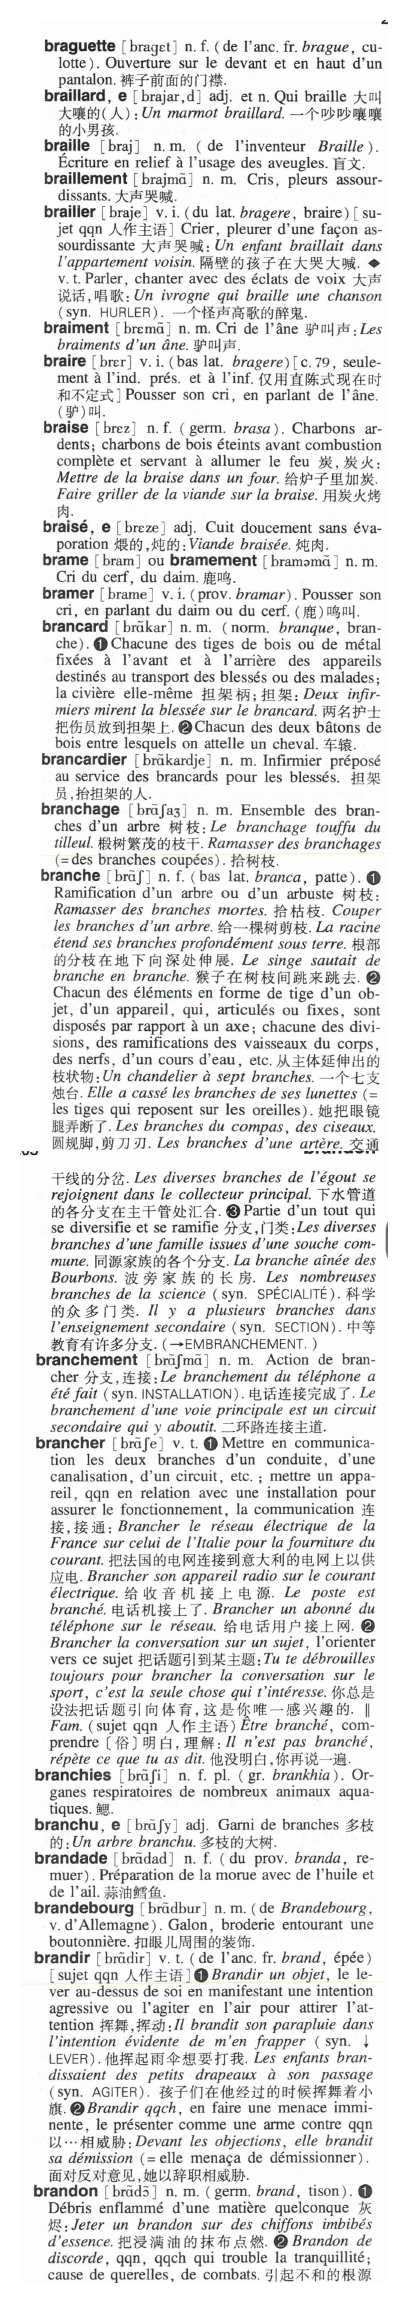 braguette [bragɛt] n. f. (de l'anc. fr. brague, cu-
lotte). Ouverture sur le devant et en haut d'un
pantalon. 裤子前面的门襟.
braillard, e [brajar,d] adj. et n. Qui braille 大叫
大嚷的(人): Un marmot braillard. 一个吵吵嚷嚷
的小男孩.
braille [braj] n. m. (de l'inventeur Braille).
Écriture en relief à l'usage des aveugles. 盲文.
braillement [brajmã] n. m. Cris, pleurs assour-
dissants. 大声哭喊.
brailler [braje] v. i. (du lat. bragere, braire) [su-
jet qqn 人作主语] Crier, pleurer d'une façon as-
sourdissante 大声哭喊: Un enfant braillait dans
l'appartement voisin. 隔壁的孩子在大哭大喊. ◆
v. t. Parler, chanter avec des éclats de voix 大声
说话,唱歌: Un ivrogne qui braille une chanson
(syn. HURLER). 一个怪声高歌的醉鬼.
braiment [brɛmã] n. m. Cri de l'âne 驴叫声: Les
braiments d'un âne. 驴叫声.
braire [brɛr] v. i. (bas lat. bragere) [c. 79, seule-
ment à l'ind. prés. et à l'inf. 仅用直陈式现在时
和不定式] Pousser son cri, en parlant de l'âne.
(驴)叫.
braise [brɛz] n. f. (germ. brasa). Charbons ar-
dents; charbons de bois éteints avant combustion
complète et servant à allumer le feu 炭,炭火:
Mettre de la braise dans un four. 给炉子里加炭.
Faire griller de la viande sur la braise. 用炭火烤
肉.
braisé, e [brɛze] adj. Cuit doucement sans éva-
poration 煨的,炖的: Viande braisée. 炖肉.
brame [bram] ou bramement [braməmã] n. m.
Cri du cerf, du daim. 鹿鸣.
bramer [brame] v. i. (prov. bramar). Pousser son
cri, en parlant du daim ou du cerf. (鹿)鸣叫.
brancard [brãkar] n. m. (norm. branque, bran-
che). ❶ Chacune des tiges de bois ou de métal
fixées à l'avant et à l'arrière des appareils
destinés au transport des blessés ou des malades;
la civière elle-même 担架柄; 担架: Deux infir-
miers mirent la blessée sur le brancard. 两名护士
把伤员放到担架上. ❷ Chacun des deux bâtons de
bois entre lesquels on attelle un cheval. 车辕.
brancardier [brãkardje] n. m. Infirmier préposé
au service des brancards pour les blessés. 担架
员,抬担架的人.
branchage [brãʃaʒ] n. m. Ensemble des bran-
ches d'un arbre 树枝: Le branchage touffu du
tilleul. 椴树繁茂的枝干. Ramasser des branchages
(= des branches coupées). 拾树枝.
branche [brãʃ] n. f. (bas lat. branca, patte). ❶
Ramification d'un arbre ou d'un arbuste 树枝:
Ramasser des branches mortes. 拾枯枝. Couper
les branches d'un arbre. 给一棵树剪枝. La racine
étend ses branches profondément sous terre. 根部
的分枝在地下向深处伸展. Le singe sautait de
branche en branche. 猴子在树枝间跳来跳去. ❷
Chacun des éléments en forme de tige d'un ob-
jet, d'un appareil, qui, articulés ou fixes, sont
disposés par rapport à un axe; chacune des divi-
sions, des ramifications des vaisseaux du corps,
des nerfs, d'un cours d'eau, etc. 从主体延伸出的
枝状物: Un chandelier à sept branches. 一个七支
烛台. Elle a cassé les branches de ses lunettes (=
les tiges qui reposent sur les oreilles). 她把眼镜
腿弄断了. Les branches du compas, des ciseaux.
圆规脚,剪刀刃. Les branches d'une artère. 交通
干线的分岔. Les diverses branches de l'égout se
rejoignent dans le collecteur principal. 下水管道
的各分支在主干管处汇合. ❸ Partie d'un tout qui
se diversifie et se ramifie 分支,门类: Les diverses
branches d'une famille issues d'une souche com-
mune. 同源家族的各个分支. La branche aînée des
Bourbons. 波旁家族的长房. Les nombreuses
branches de la science (syn. SPÉCIALITÉ). 科学
的众多门类. Il y a plusieurs branches dans
l'enseignement secondaire (syn. SECTION). 中等
教育有许多分支. (→EMBRANCHEMENT.)
branchement [brãʃmã] n. m. Action de bran-
cher 分支,连接: Le branchement du téléphone a
été fait (syn. INSTALLATION). 电话连接完成了. Le
branchement d'une voie principale est un circuit
secondaire qui y aboutit. 二环路连接主道.
brancher [brãʃe] v. t. ❶ Mettre en communica-
tion les deux branches d'un conduit, d'une
canalisation, d'un circuit, etc. ; mettre un appa-
reil, qqn en relation avec une installation pour
assurer le fonctionnement, la communication 连
接,接通: Brancher le réseau électrique de la
France sur celui de l'Italie pour la fourniture du
courant. 把法国的电网连接到意大利的电网上以供
应电. Brancher son appareil radio sur le courant
électrique. 给收音机接上电源. Le poste est
branché. 电话机接上了. Brancher un abonné du
téléphone sur le réseau. 给电话用户接上网. ❷
Brancher la conversation sur un sujet, l'orienter
vers ce sujet 把话题引到某主题: Tu te débrouilles
toujours pour brancher la conversation sur le
sport, c'est la seule chose qui t'intéresse. 你总是
设法把话题引向体育,这是你唯一感兴趣的. ‖
Fam. (sujet qqn 人作主语) Être branché, com-
prendre〔俗〕明白,理解: Il n'est pas branché,
répète ce que tu as dit. 他没明白,你再说一遍.
branchies [brãʃi] n. f. pl. (gr. brankhia). Or-
ganes respiratoires de nombreux animaux aqua-
tiques. 鳃.
branchu, e [brãʃy] adj. Garni de branches 多枝
的: Un arbre branchu. 多枝的大树.
brandade [brãdad] n. f. (du prov. branda, re-
muer). Préparation de la morue avec de l'huile et
de l'ail. 蒜油鳕鱼.
brandebourg [brãdbur] n. m. (de Brandebourg,
v. d'Allemagne). Galon, broderie entourant une
boutonnière. 扣眼儿周围的装饰.
brandir [brãdir] v. t. (de l'anc. fr. brand, épée)
[sujet qqn 人作主语] ❶ Brandir un objet, le le-
ver au-dessus de soi en manifestant une intention
agressive ou l'agiter en l'air pour attirer l'at-
tention 挥舞,挥动: Il brandit son parapluie dans
l'intention évidente de m'en frapper (syn. ↓
LEVER). 他挥起雨伞想要打我. Les enfants bran-
dissaient des petits drapeaux à son passage
(syn. AGITER). 孩子们在他经过的时候挥舞着小
旗. ❷ Brandir qqch, en faire une menace immi-
nente, le présenter comme une arme contre qqn
以…相威胁: Devant les objections, elle brandit
sa démission (= elle menaça de démissionner).
面对反对意见,她以辞职相威胁.
brandon [brãdɔ̃] n. m. (germ. brand, tison). ❶
Débris enflammé d'une matière quelconque 灰
烬: Jeter un brandon sur des chiffons imbibés
d'essence. 把浸满油的抹布点燃. ❷ Brandon de
discorde, qqn, qqch qui trouble la tranquillité;
cause de querelles, de combats. 引起不和的根源